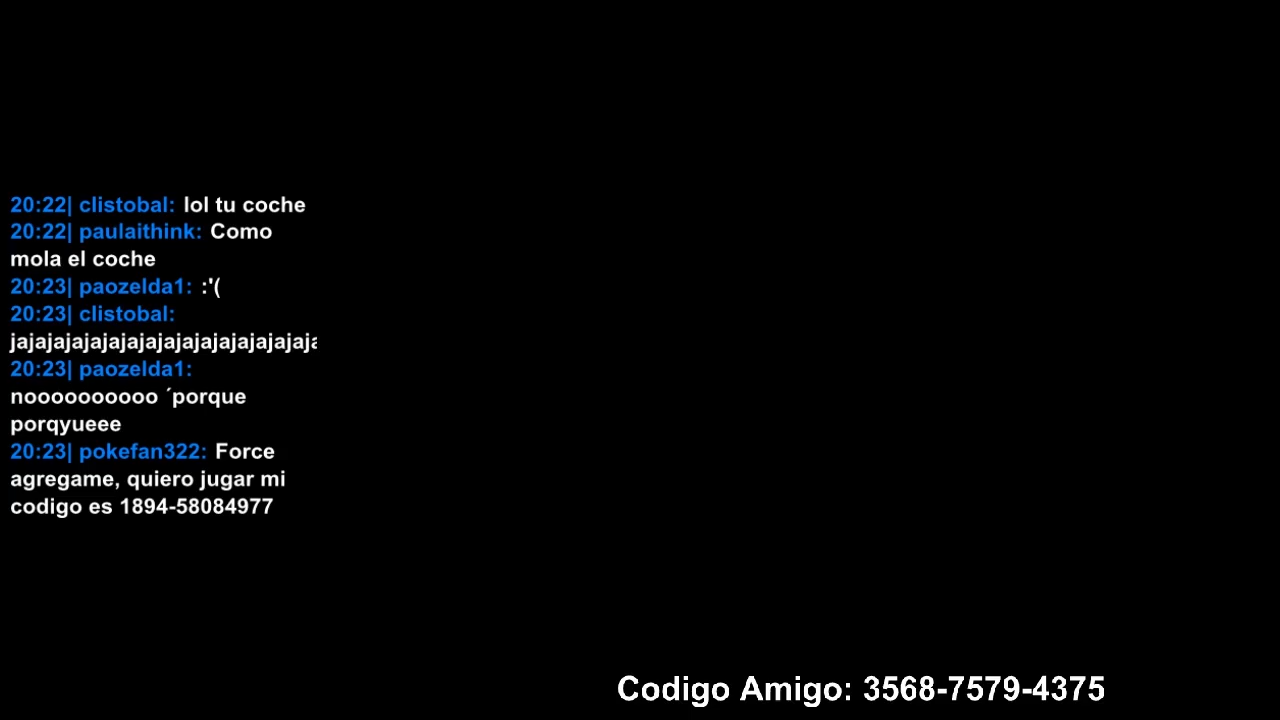 20:22| clistobal: lol tu coche
20:22| paulaithink: Como
mola el coche
20:23| paozelda1: :'(
20:23| clistobal:
jajajajajajajajajajajajajajajajaja
20:23| paozelda1:
noooooooooo ´porque
porqyueee
20:23| pokefan322: Force
agregame, quiero jugar mi
codigo es 1894-58084977
Codigo Amigo: 3568-7579-4375